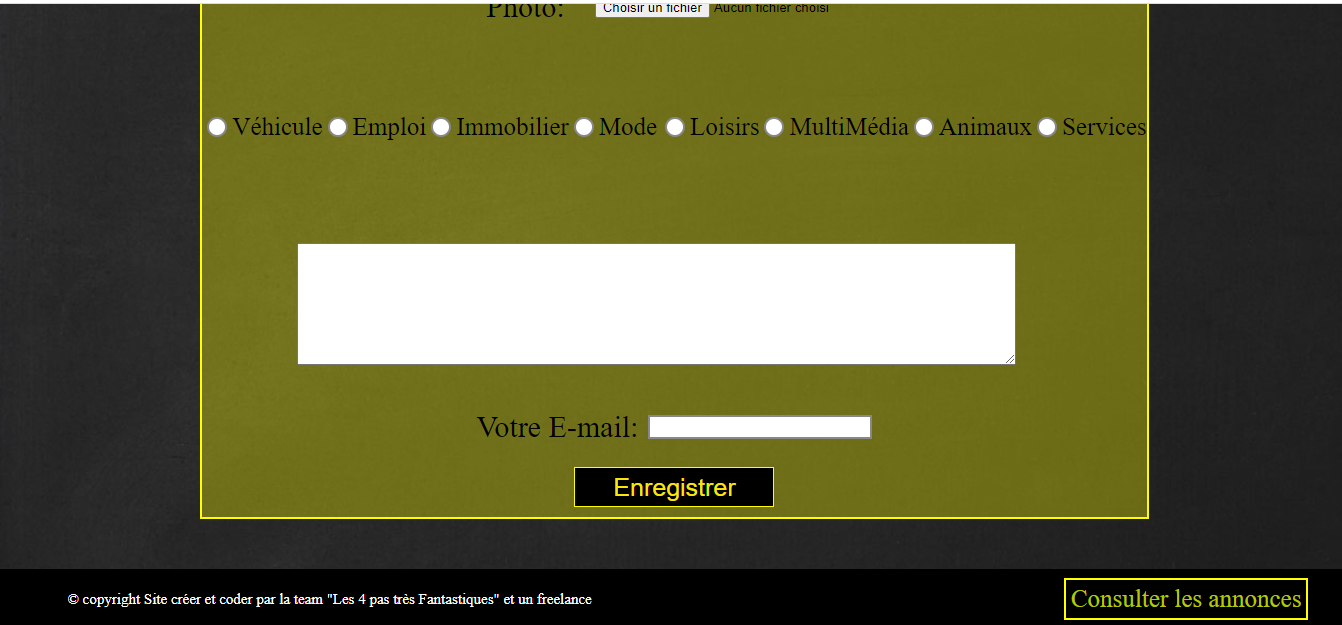 Photo: Choisir un fichier Aucun fichier choisi
Véhicule Emploi Immobilier Mode Loisirs MultiMédia Animaux Services
Votre E-mail:
Enregistrer
© copyright Site créer et coder par la team "Les 4 pas très Fantastiques" et un freelance
Consulter les annonces